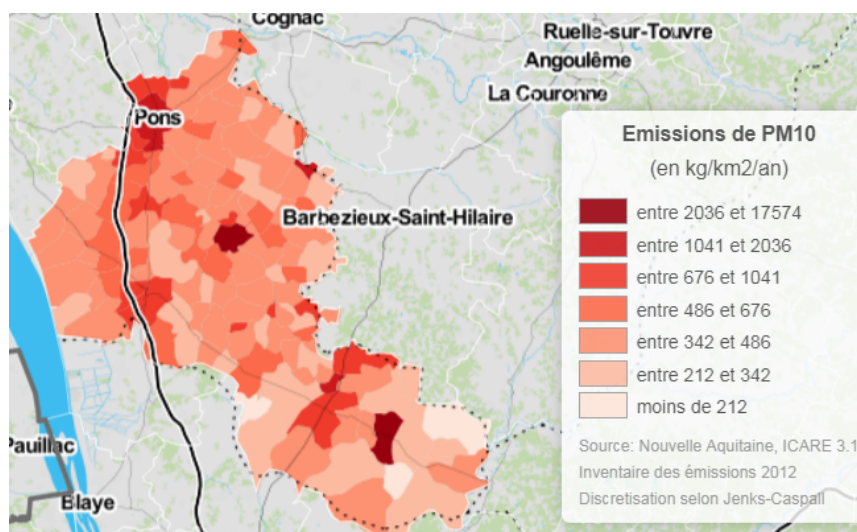 Cognac
Ruelle-sur-Touvre
Angoulême
La Couronne
Pons
Barbezieux-Saint-Hilaire
Pauillac
Blaye
Emissions de PM10
(en kg/km2/an)
entre 2036 et 17574
entre 1041 et 2036
entre 676 et 1041
entre 486 et 676
entre 342 et 486
entre 212 et 342
moins de 212
Source: Nouvelle Aquitaine, ICARE 3.1
Inventaire des émissions 2012
Discretisation selon Jenks-Caspall